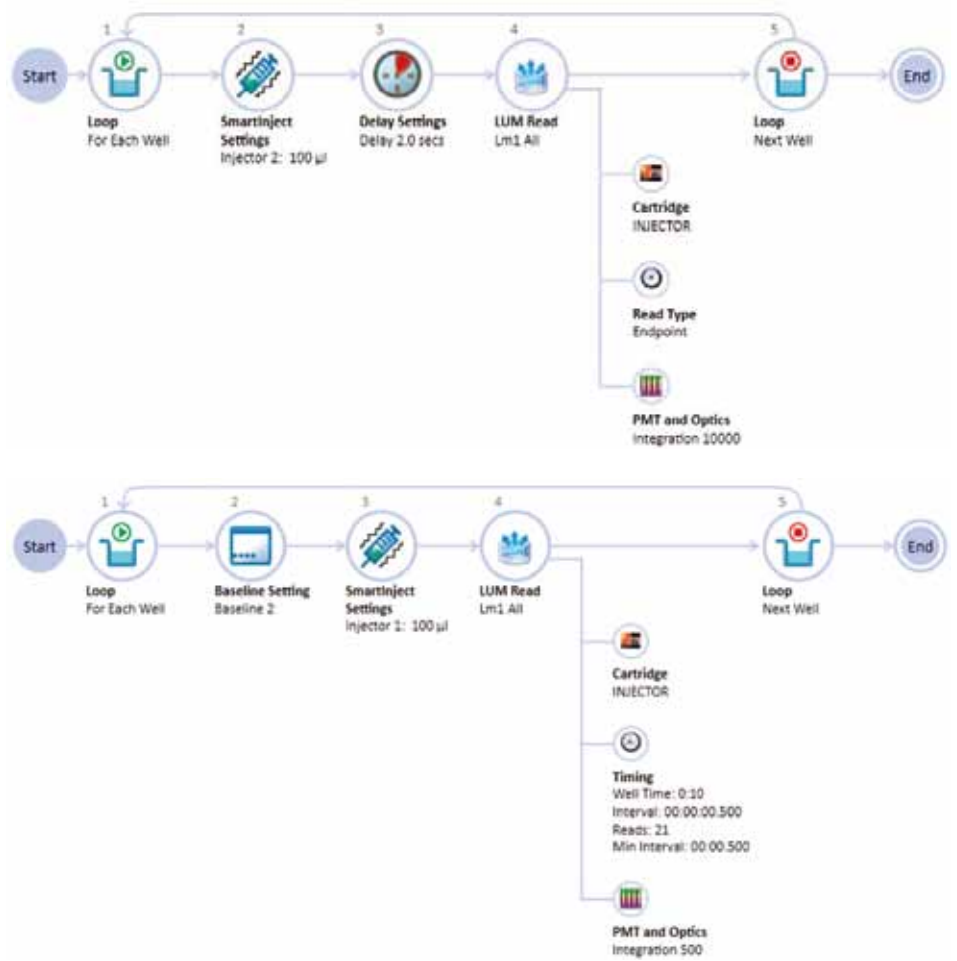 1
2
3
4
5
Start
End
Loop
For Each Well
SmartInject
Settings
Injector 2: 100 µl
Delay Settings
Delay 2.0 secs
LUM Read
Lm1 All
Loop
Next Well
Cartridge
INJECTOR
Read Type
Endpoint
PMT and Optics
Integration 10000
1
2
3
4
5
Start
End
Loop
For Each Well
Baseline Setting
Baseline 2
SmartInject
Settings
Injector 1: 100 µl
LUM Read
Lm1 All
Loop
Next Well
Cartridge
INJECTOR
Timing
Well Time: 0:10
Interval: 00:00:00.500
Reads: 21
Min Interval: 00:00.500
PMT and Optics
Integration 500